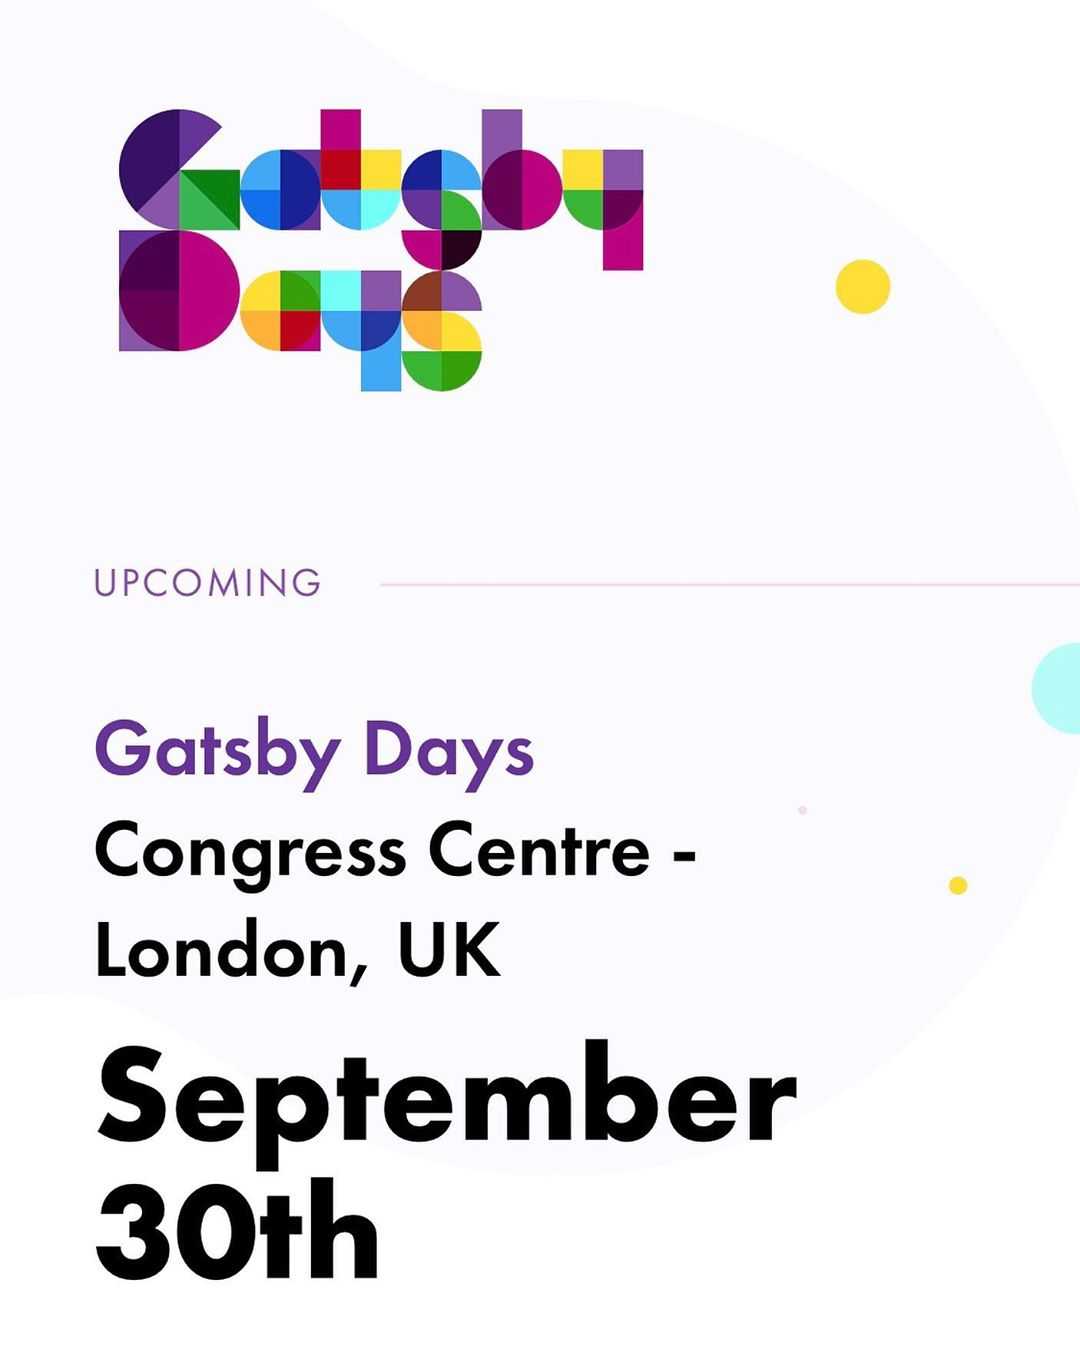 Gatsby
Days
UPCOMING
Gatsby Days
Congress Centre -
London, UK
September
30th